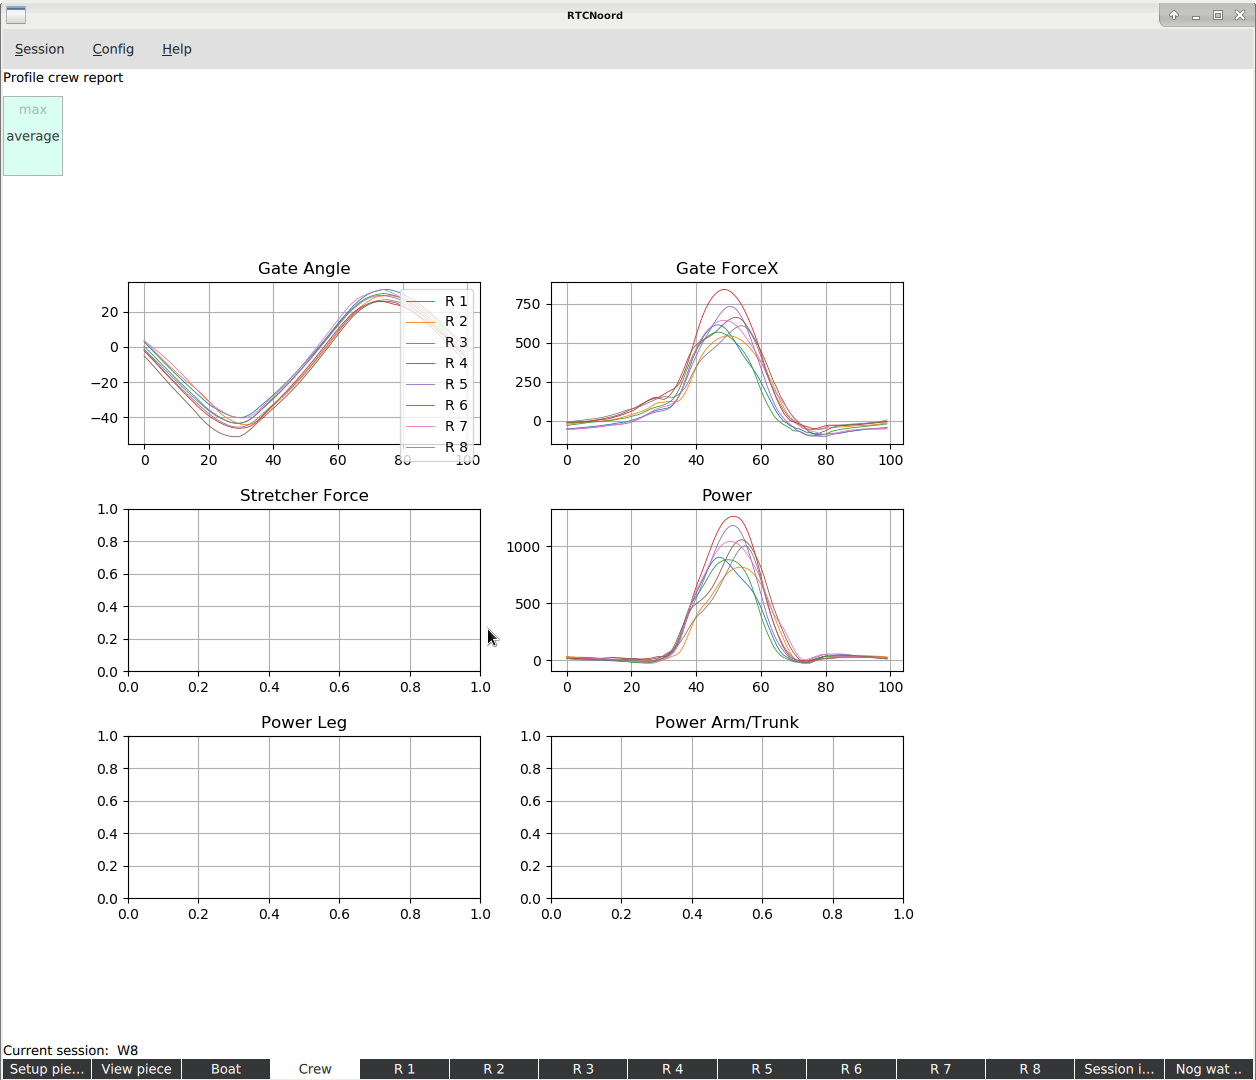 RTCNoord
Session Config Help
Profile crew report
max
average
Gate Angle
20
0
−20
−40
0 20 40 60 80 100
R 1
R 2
R 3
R 4
R 5
R 6
R 7
R 8
Gate ForceX
750
500
250
0
0 20 40 60 80 100
Stretcher Force
1.0
0.8
0.6
0.4
0.2
0.0
0.0 0.2 0.4 0.6 0.8 1.0
Power
1000
500
0
0 20 40 60 80 100
Power Leg
1.0
0.8
0.6
0.4
0.2
0.0
0.0 0.2 0.4 0.6 0.8 1.0
Power Arm/Trunk
1.0
0.8
0.6
0.4
0.2
0.0
0.0 0.2 0.4 0.6 0.8 1.0
Current session: W8
Setup pie... View piece Boat Crew R 1 R 2 R 3 R 4 R 5 R 6 R 7 R 8 Session i... Nog wat ..